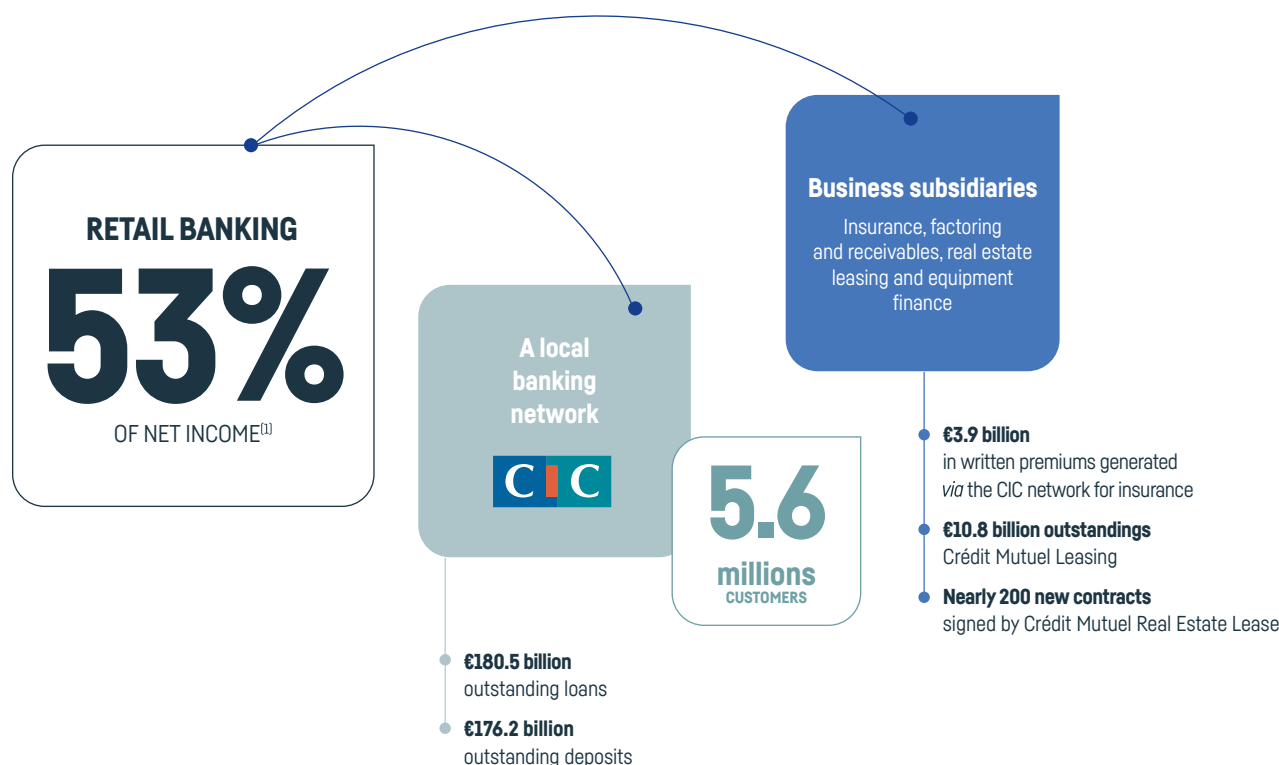 RETAIL BANKING
53%
OF NET INCOME(1)
A local
banking
network
CIC
5.6
millions
CUSTOMERS
€180.5 billion
outstanding loans
€176.2 billion
outstanding deposits
Business subsidiaries
Insurance, factoring
and receivables, real estate
leasing and equipment
finance
€3.9 billion
in written premiums generated
via the CIC network for insurance
€10.8 billion outstandings
Crédit Mutuel Leasing
Nearly 200 new contracts
signed by Crédit Mutuel Real Estate Lease